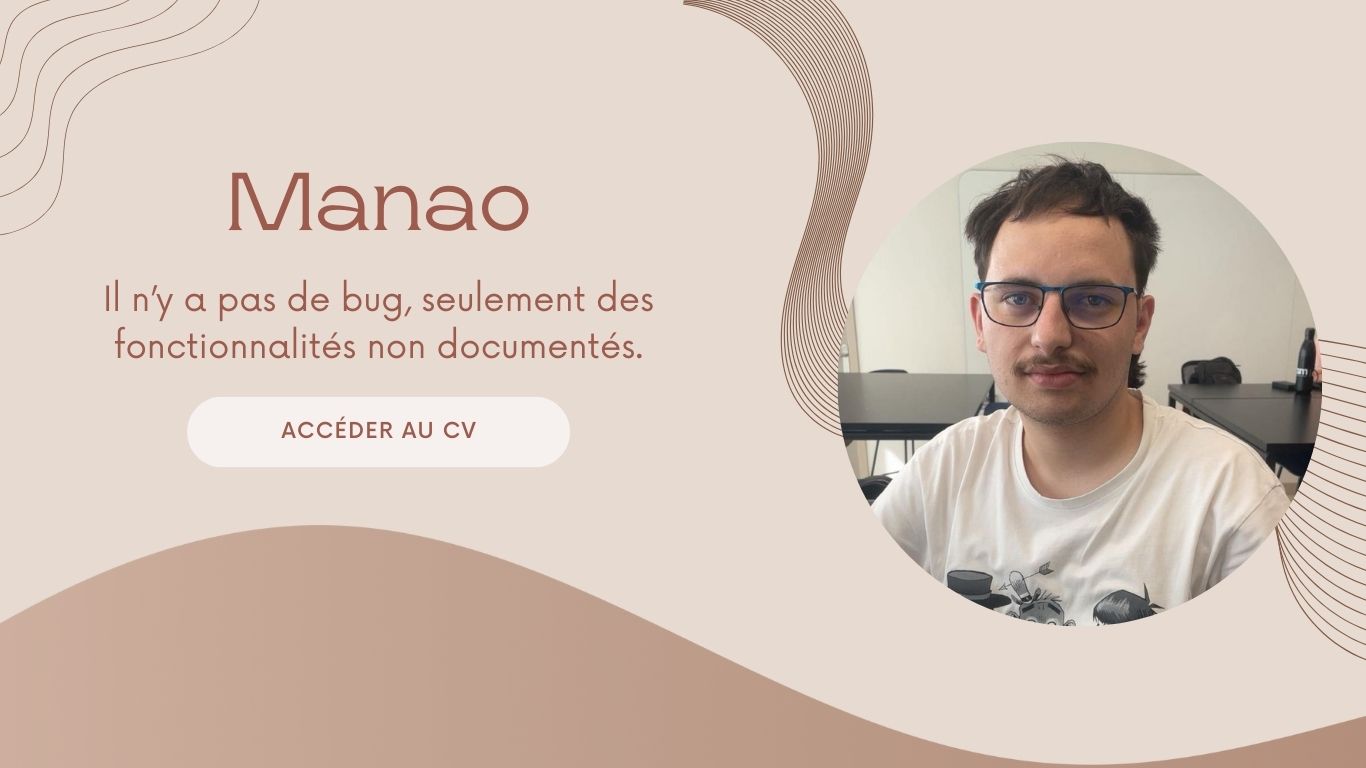 Manao
Il n’y a pas de bug, seulement des
fonctionnalités non documentés.
ACCÉDER AU CV